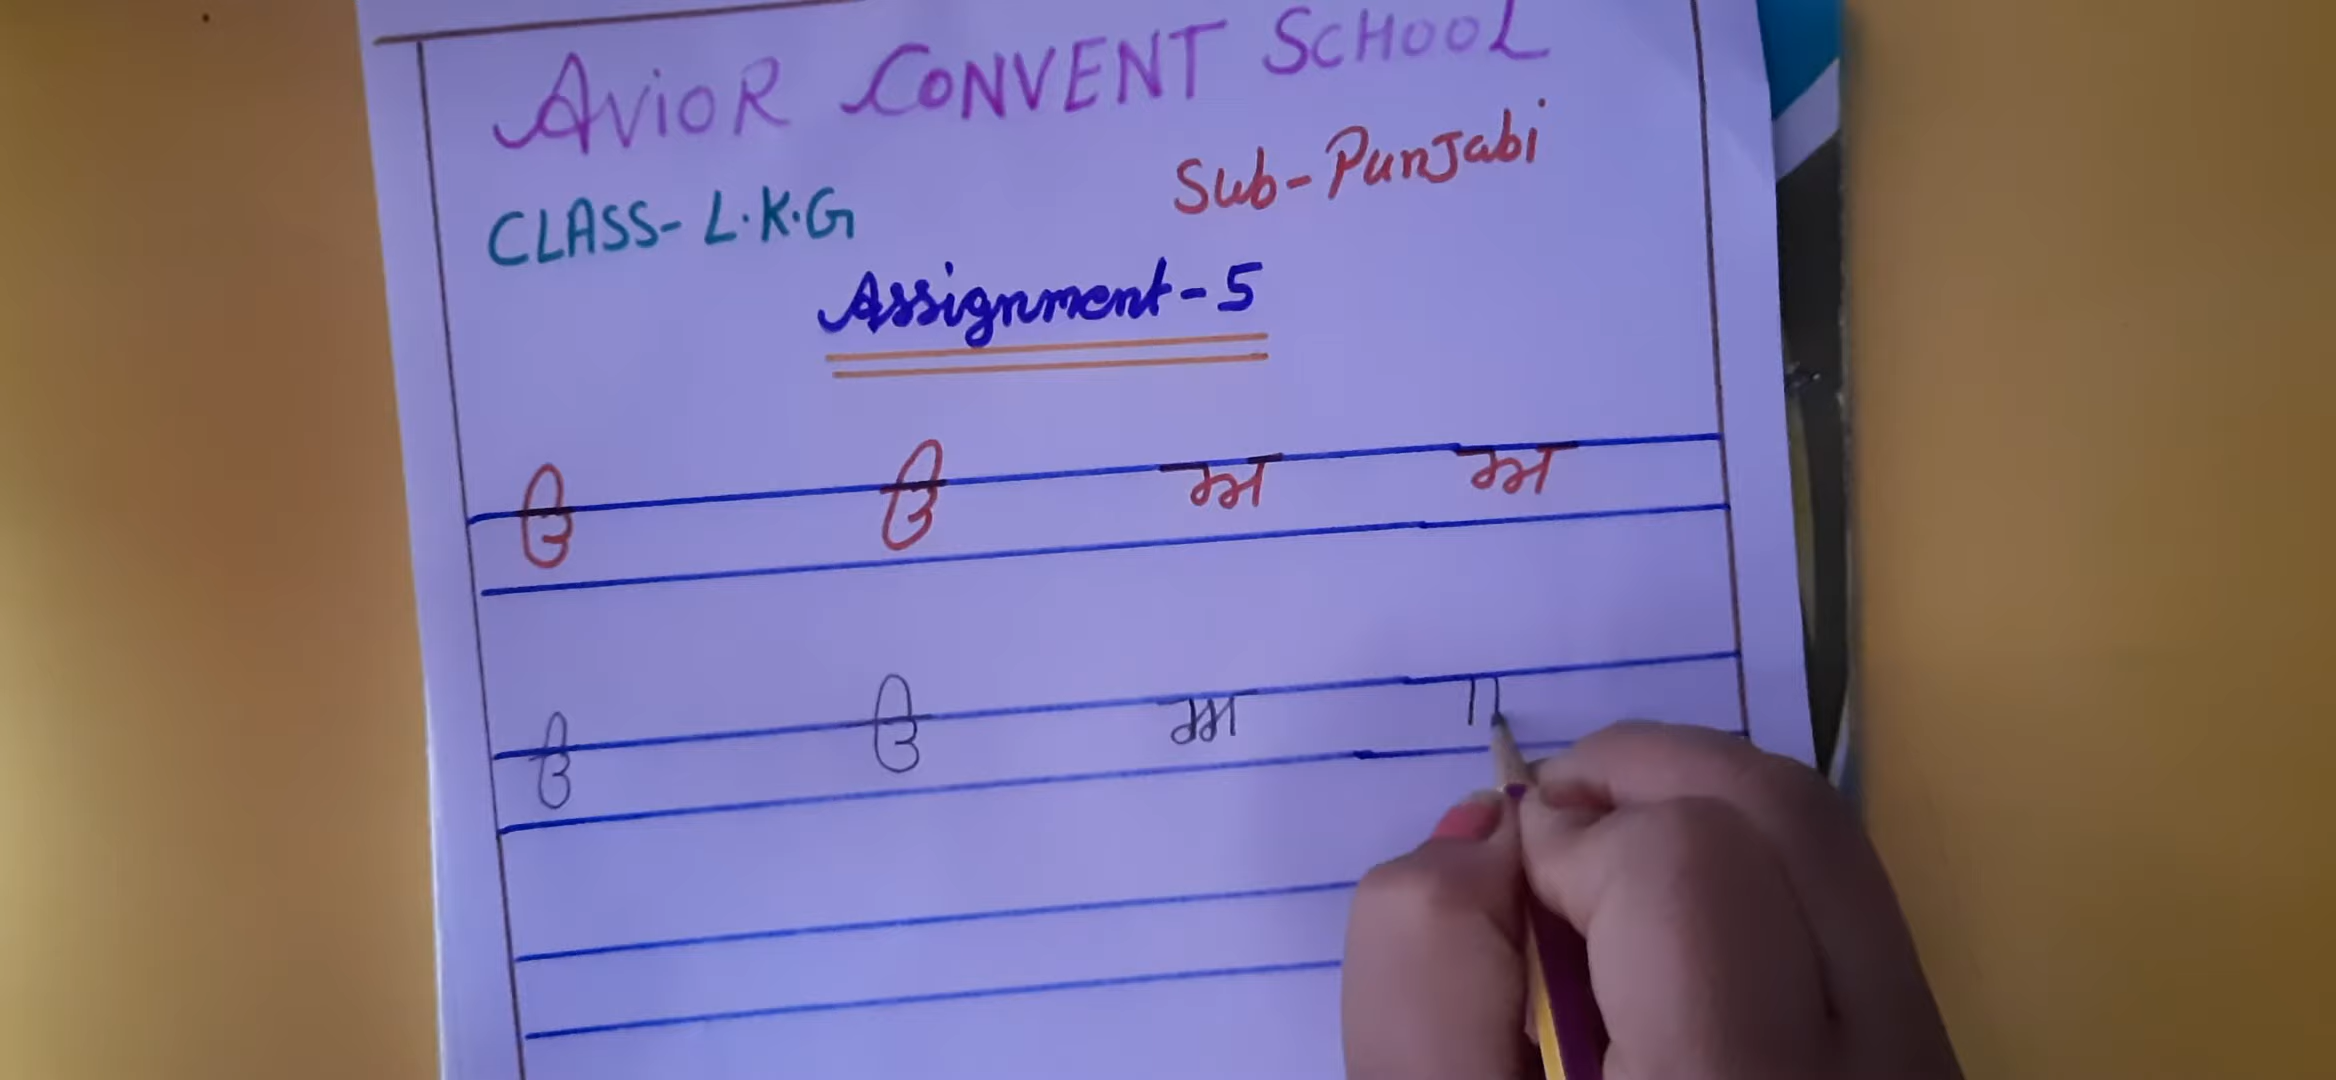 AVIOR CONVENT SCHOOL
CLASS- L.K.G Sub-Punjabi
Assignment-5
ੳ ੳ ਅ ਅ
ੳ ੳ ਅ